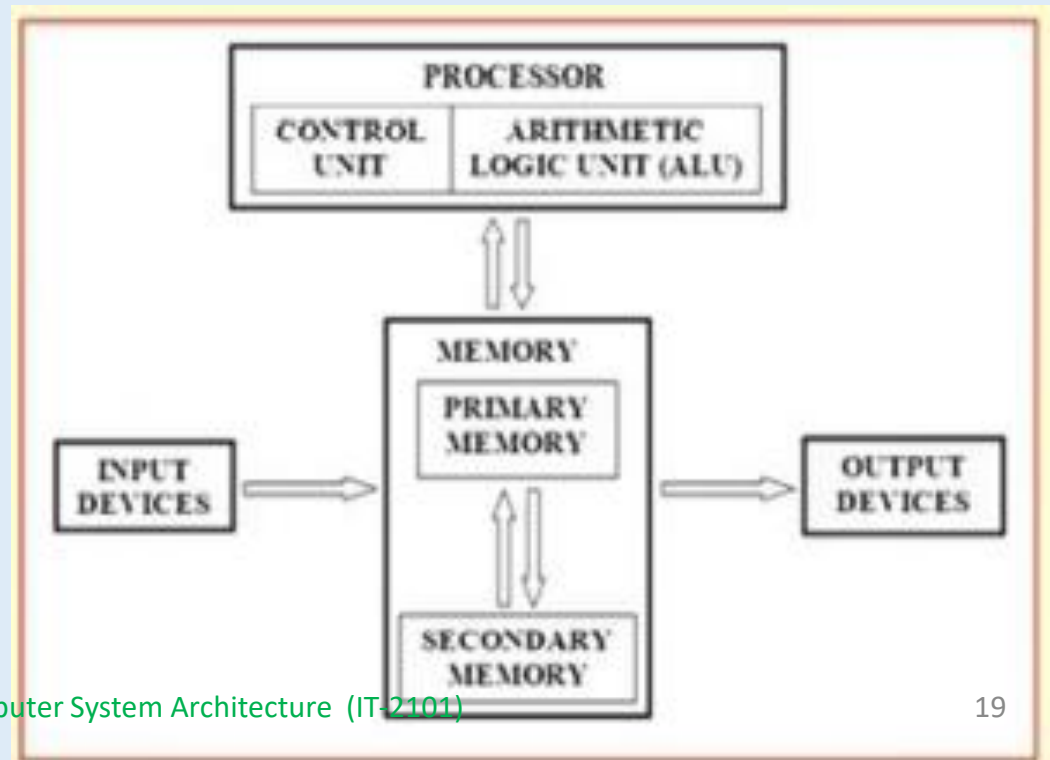 PROCESSOR
CONTROL
UNIT
ARITHMETIC
LOGIC UNIT (ALU)
MEMORY
PRIMARY
MEMORY
INPUT
DEVICES
OUTPUT
DEVICES
SECONDARY
MEMORY
puter System Architecture (IT-2101)
19